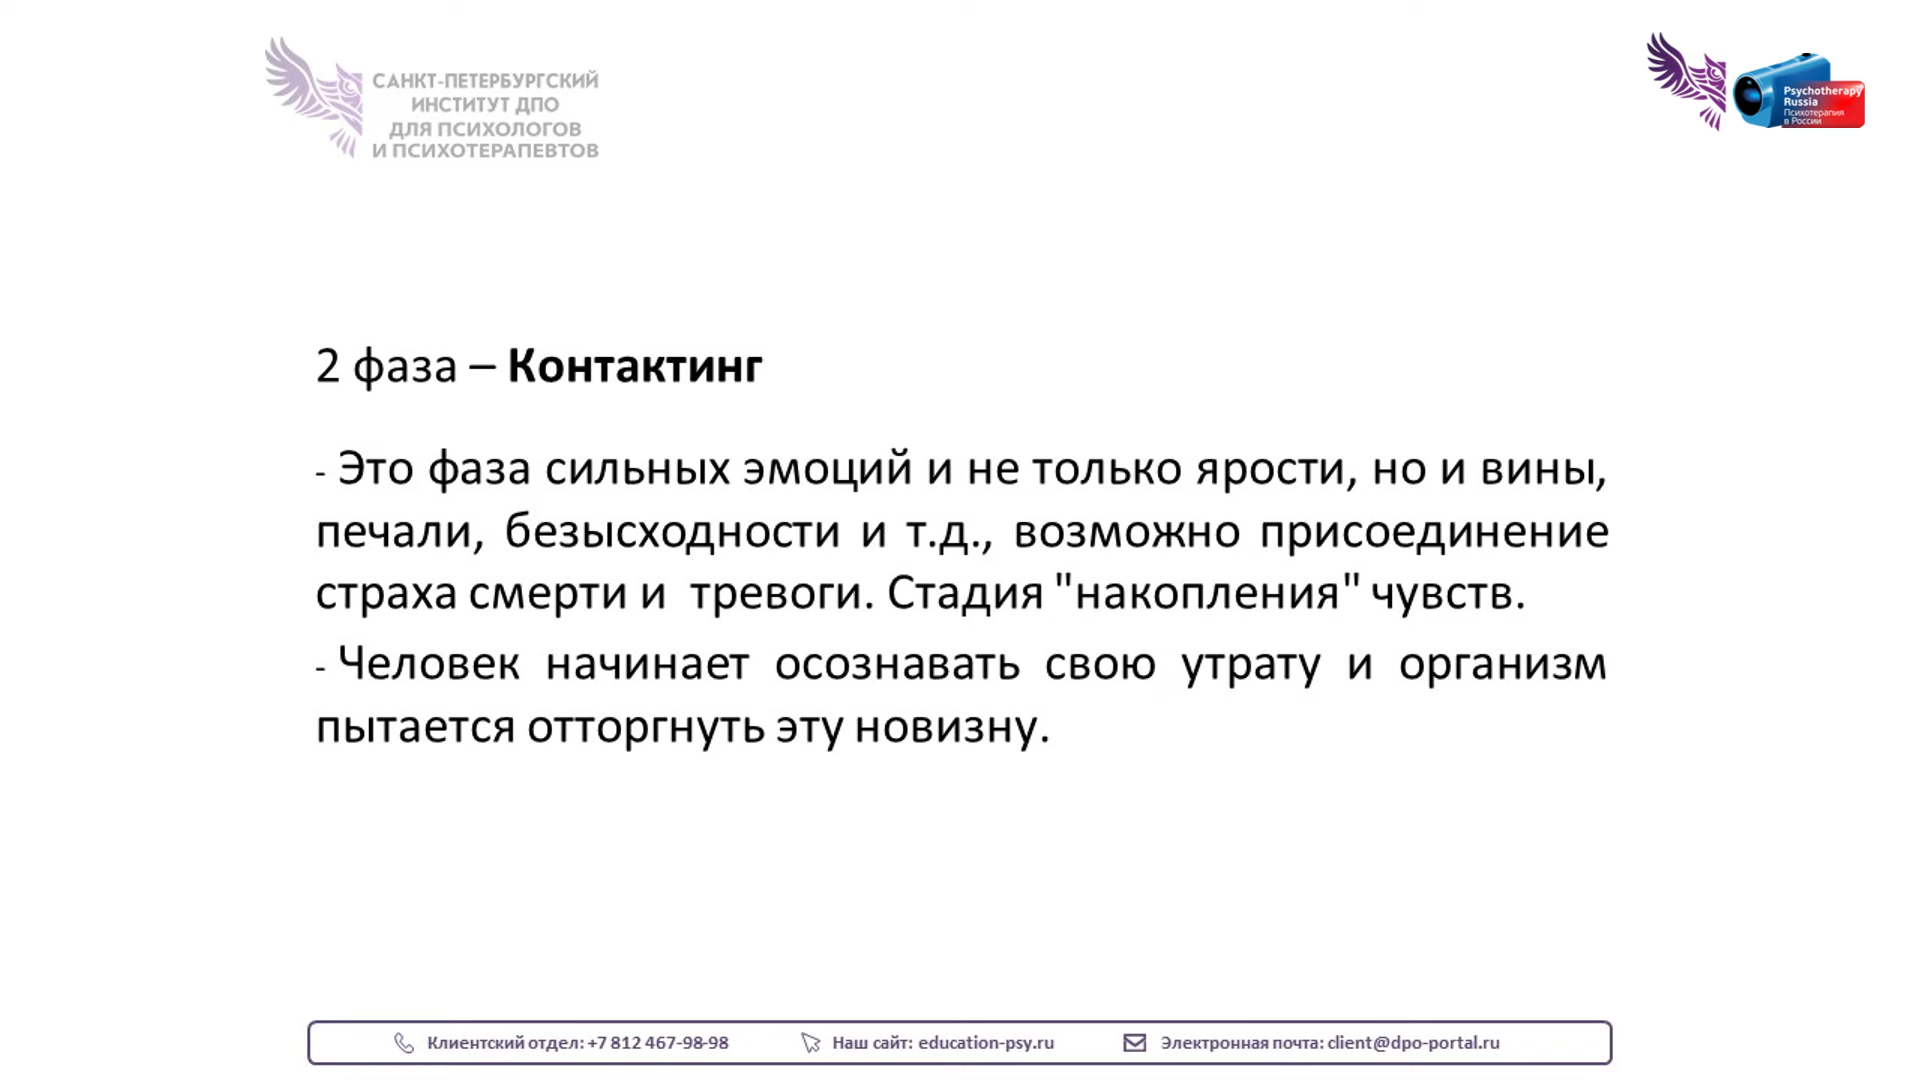 САНКТ-ПЕТЕРБУРГСКИЙ
ИНСТИТУТ ДПО
ДЛЯ ПСИХОЛОГОВ
И ПСИХОТЕРАПЕВТОВ
Psychotherapy
Russia
Психотерапия
в России
2 фаза – Контактинг
- Это фаза сильных эмоций и не только ярости, но и вины,
печали, безысходности и т.д., возможно присоединение
страха смерти и тревоги. Стадия "накопления" чувств.
- Человек начинает осознавать свою утрату и организм
пытается отторгнуть эту новизну.
Клиентский отдел: +7 812 467-98-98 Наш сайт: education-psy.ru Электронная почта: client@dpo-portal.ru